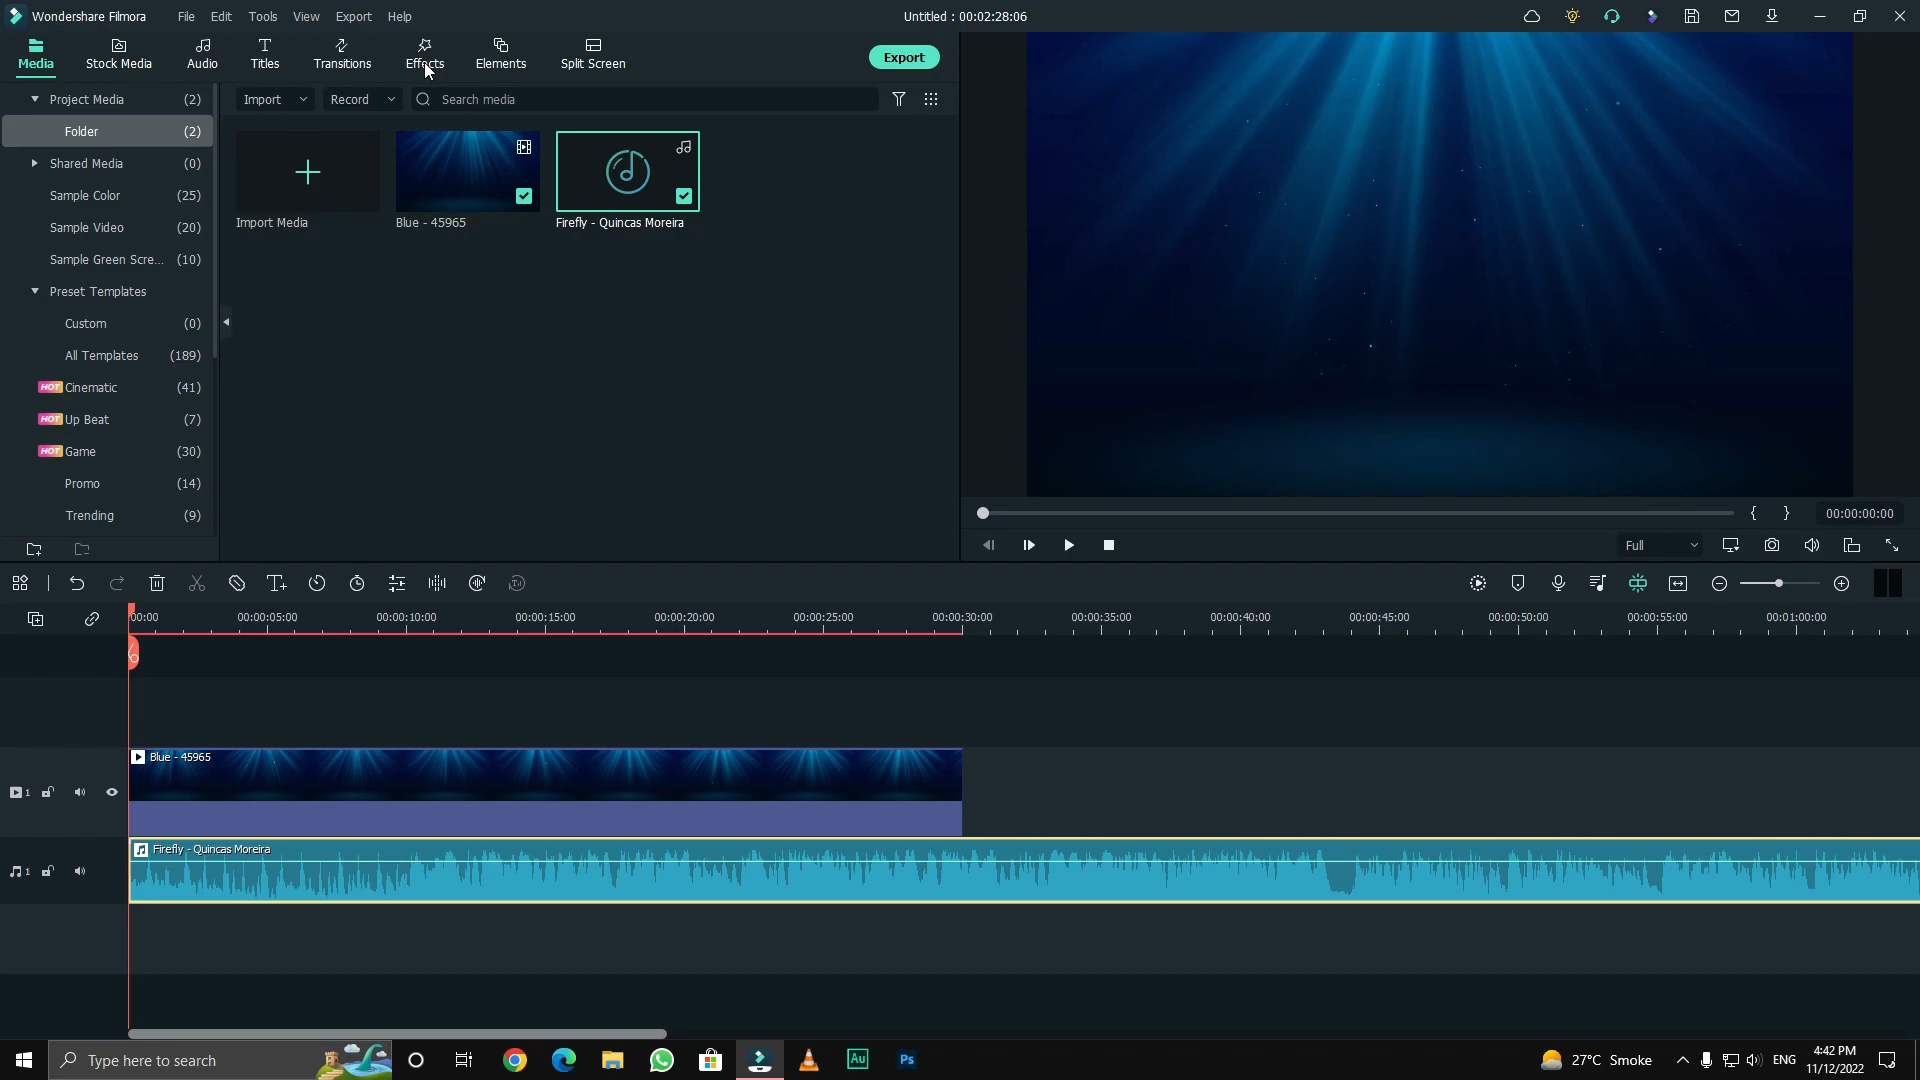 Wondershare Filmora File Edit Tools View Export Help Untitled : 00:02:28:06
Media Stock Media Audio Titles Transitions Effects Elements Split Screen Export
Project Media (2) Import Record Search media
Folder (2)
Shared Media (0)
Sample Color (25)
Sample Video (20)
Sample Green Scre... (10)
Import Media Blue - 45965 Firefly - Quincas Moreira
Preset Templates
Custom (0)
All Templates (189)
HOT Cinematic (41)
HOT Up Beat (7)
HOT Game (30)
Promo (14)
Trending (9)
{ } 00:00:00:00
Full
00:00 00:00:05:00 00:00:10:00 00:00:15:00 00:00:20:00 00:00:25:00 00:00:30:00 00:00:35:00 00:00:40:00 00:00:45:00 00:00:50:00 00:00:55:00 00:01:00:00
Blue - 45965
1
Firefly - Quincas Moreira
1
Type here to search Au Ps 27°C Smoke ENG 4:42 PM
11/12/2022